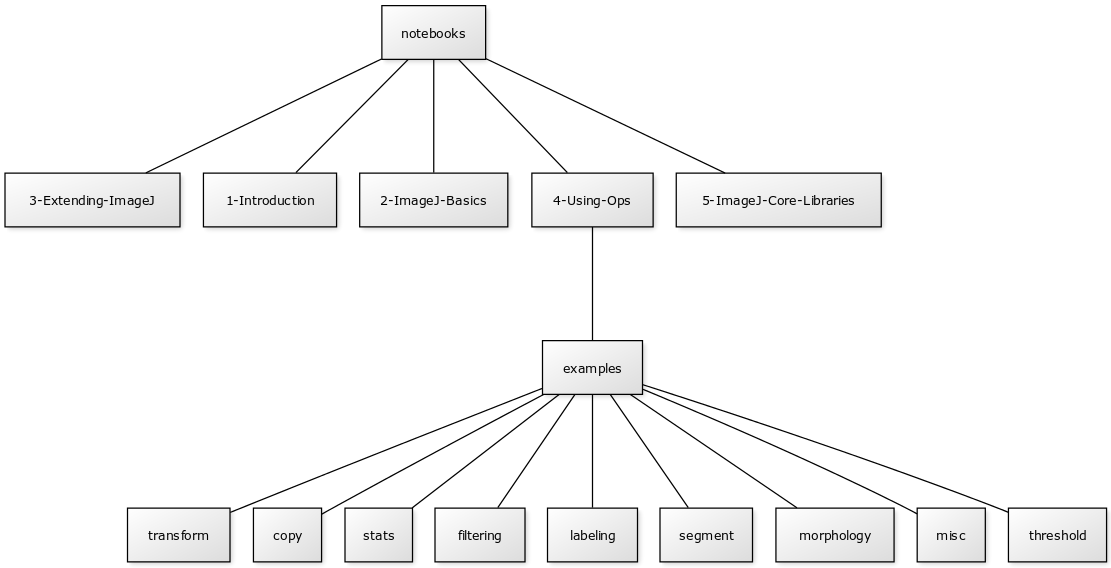 notebooks
3-Extending-ImageJ
1-Introduction
2-ImageJ-Basics
4-Using-Ops
5-ImageJ-Core-Libraries
examples
transform
copy
stats
filtering
labeling
segment
morphology
misc
threshold